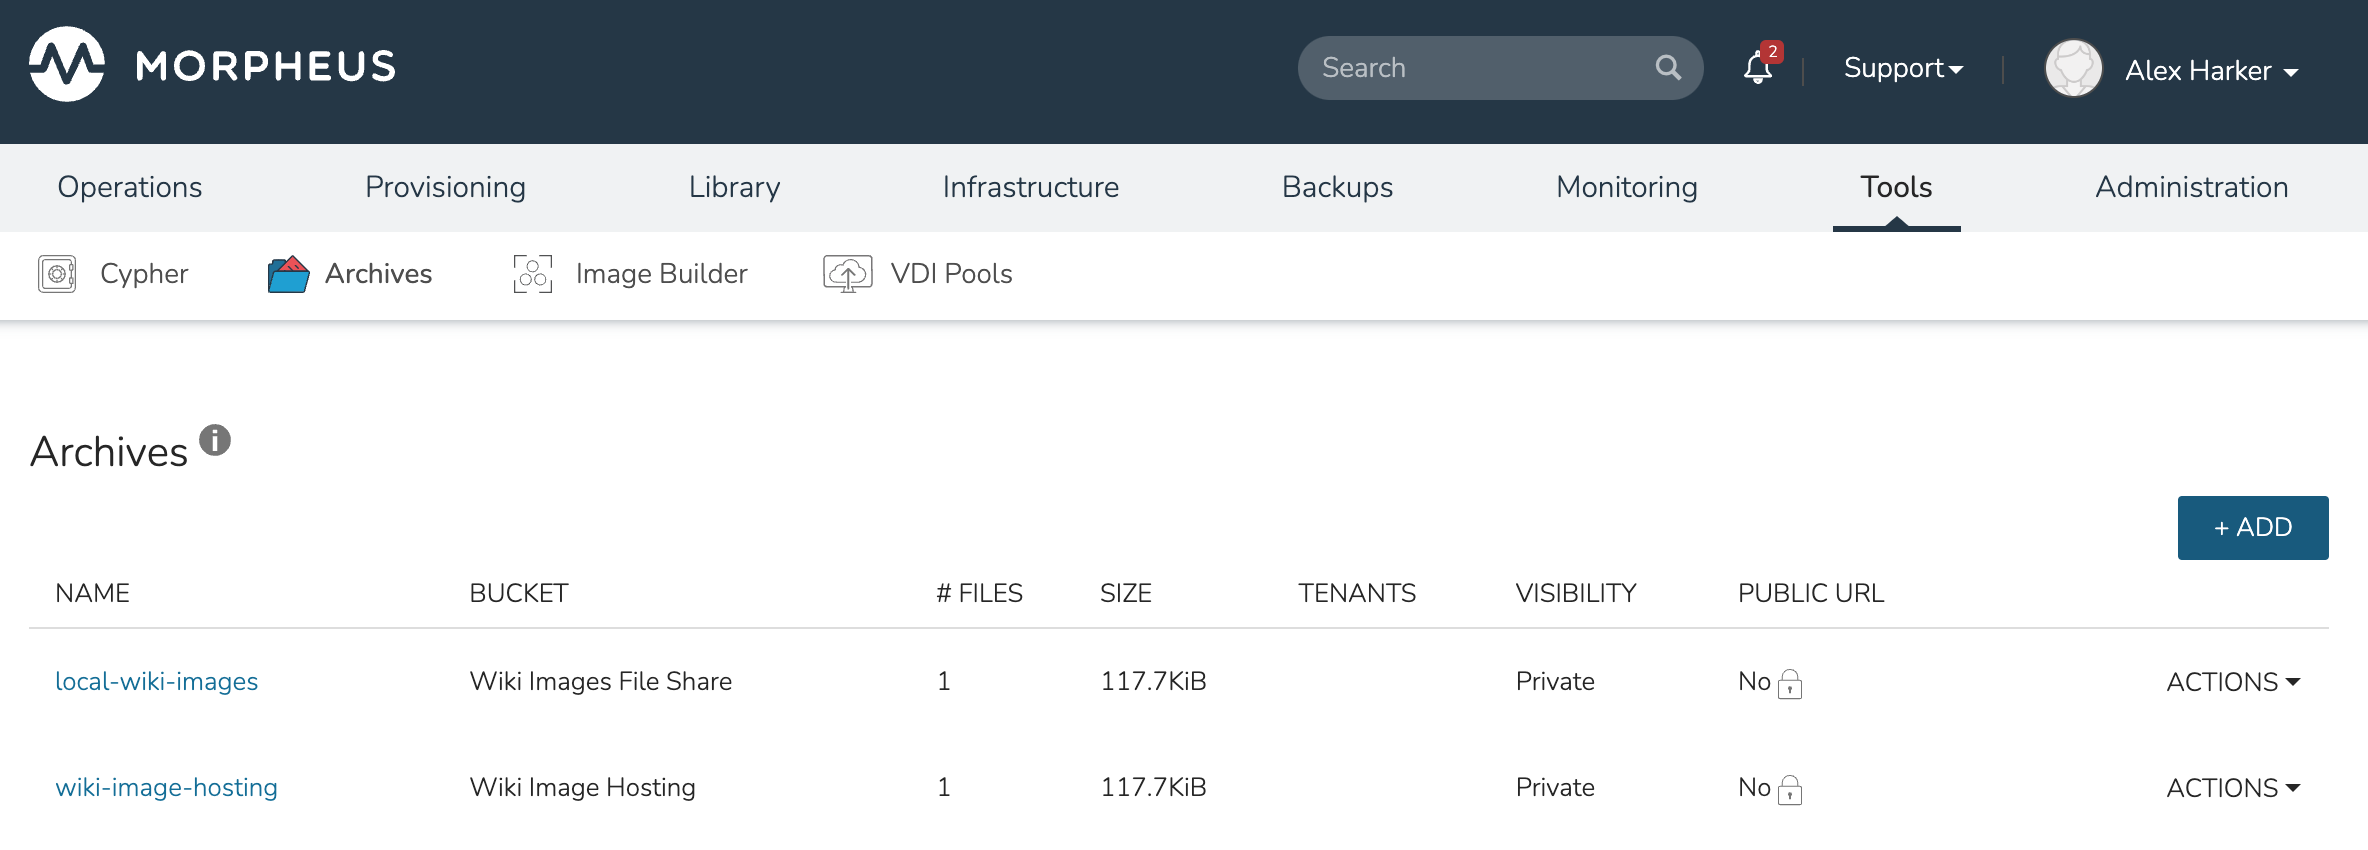 MORPHEUS
Search
2
Support
Alex Harker
Operations Provisioning Library Infrastructure Backups Monitoring Tools Administration
Cypher Archives Image Builder VDI Pools
Archives
+ ADD
NAME BUCKET # FILES SIZE TENANTS VISIBILITY PUBLIC URL
local-wiki-images Wiki Images File Share 1 117.7KiB Private No ACTIONS
wiki-image-hosting Wiki Image Hosting 1 117.7KiB Private No ACTIONS